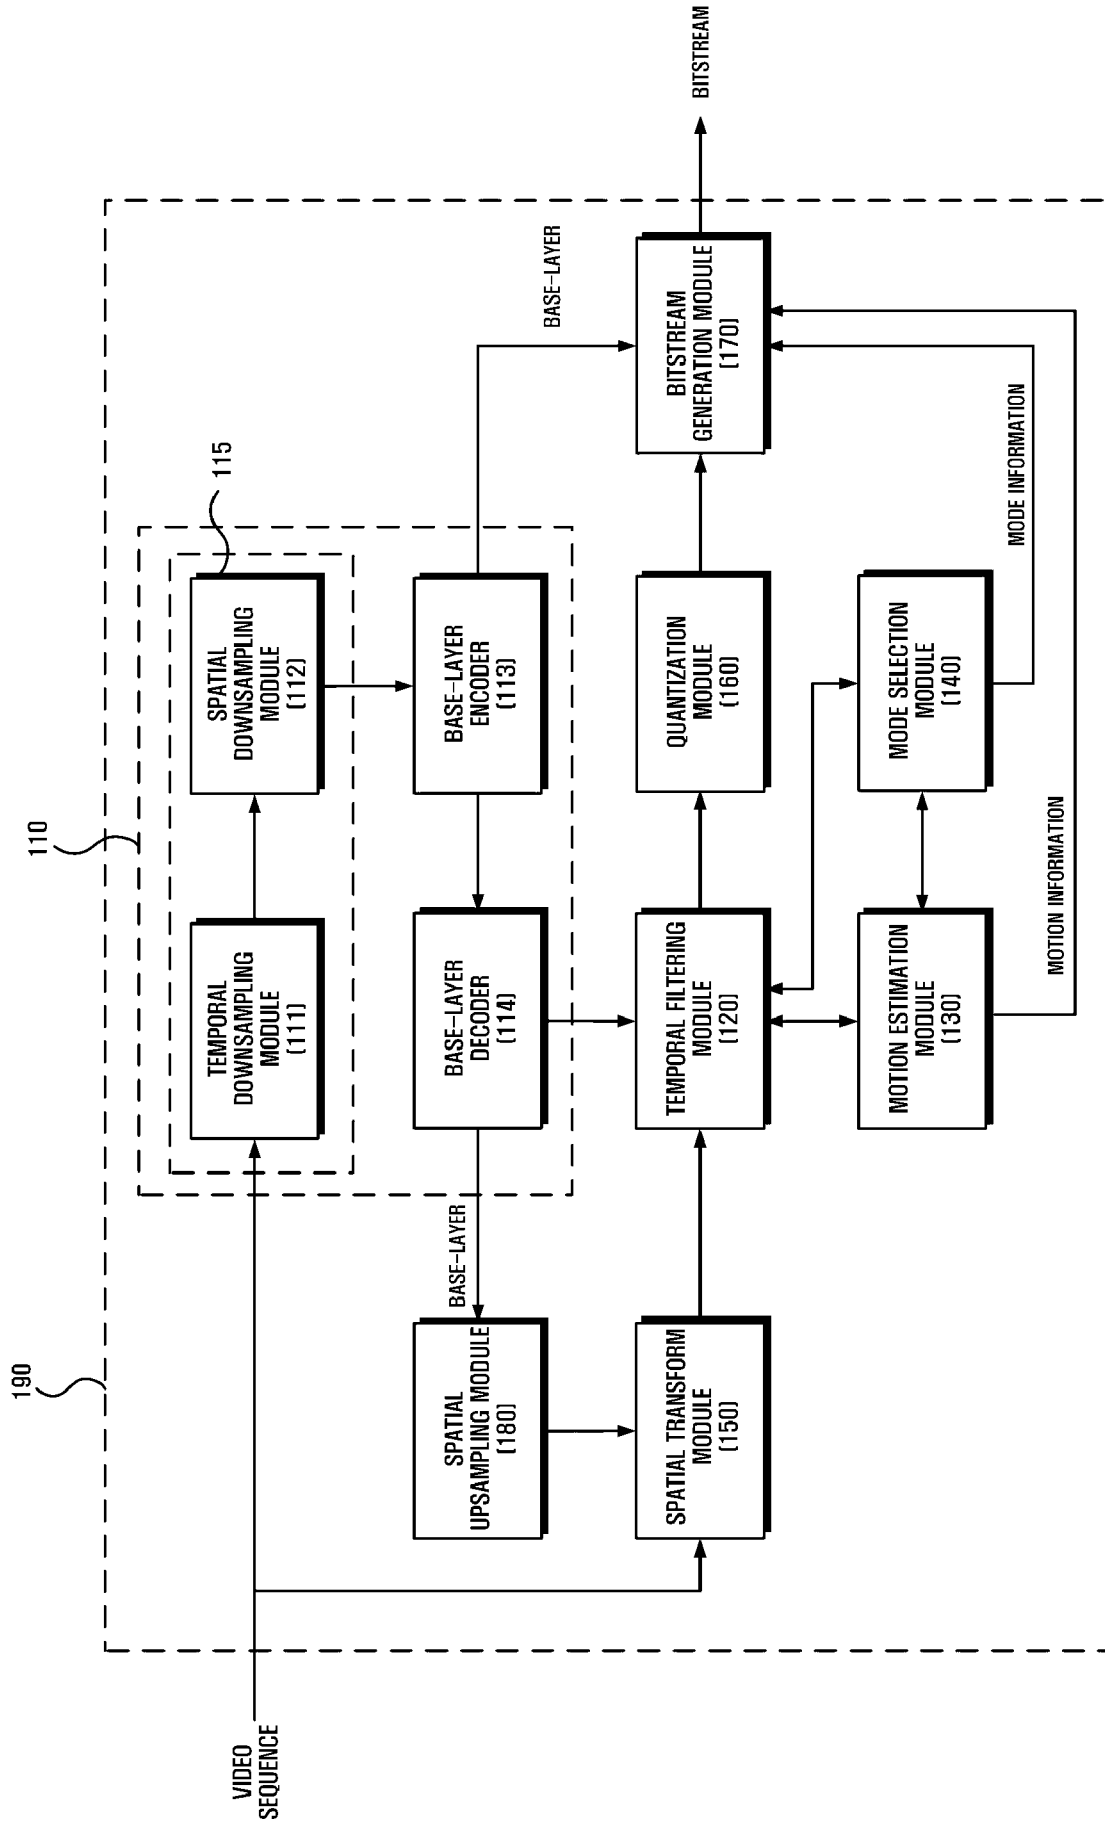 190
110
115
VIDEO
SEQUENCE
TEMPORAL
DOWNSAMPLING
MODULE
(111)
SPATIAL
DOWNSAMPLING
MODULE
(112)
BASE-LAYER
SPATIAL
UPSAMPLING MODULE
(180)
BASE-LAYER
DECODER
(114)
BASE-LAYER
ENCODER
(113)
BASE-LAYER
SPATIAL TRANSFORM
MODULE
(150)
TEMPORAL FILTERING
MODULE
(120)
QUANTIZATION
MODULE
(160)
BITSTREAM
GENERATION MODULE
(170)
BITSTREAM
MOTION ESTIMATION
MODULE
(130)
MODE SELECTION
MODULE
(140)
MODE INFORMATION
MOTION INFORMATION